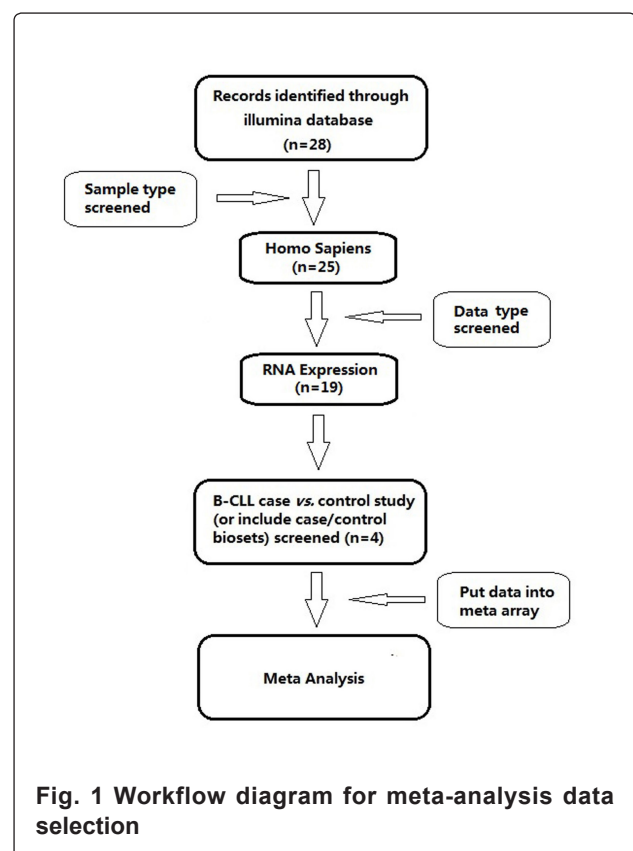 Records identified through
illumina database
(n=28)
Sample type
screened
Homo Sapiens
(n=25)
Data type
screened
RNA Expression
(n=19)
B-CLL case vs. control study
(or include case/control
biosets) screened (n=4)
Put data into
meta array
Meta Analysis
Fig. 1 Workflow diagram for meta-analysis data
selection